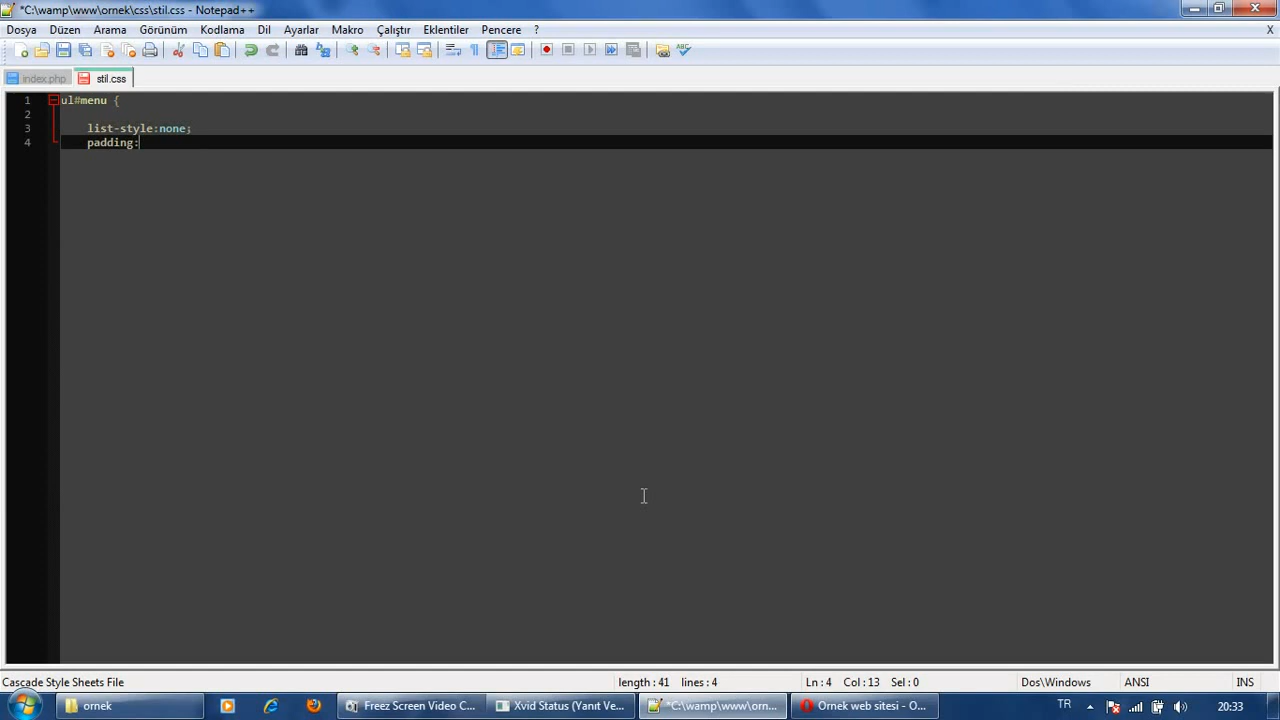 *C:\wamp\www\ornek\css\stil.css - Notepad++
Dosya Düzen Arama Görünüm Kodlama Dil Ayarlar Makro Çalıştır Eklentiler Pencere ? X
index.php stil.css
1 ul#menu {
2
3 list-style:none;
4 padding:
Cascade Style Sheets File length : 41 lines : 4 Ln : 4 Col : 13 Sel : 0 Dos\Windows ANSI INS
ornek Freez Screen Video C... Xvid Status (Yanıt Ve... *C:\wamp\www\orn... Ornek web sitesi - O... TR 20:33